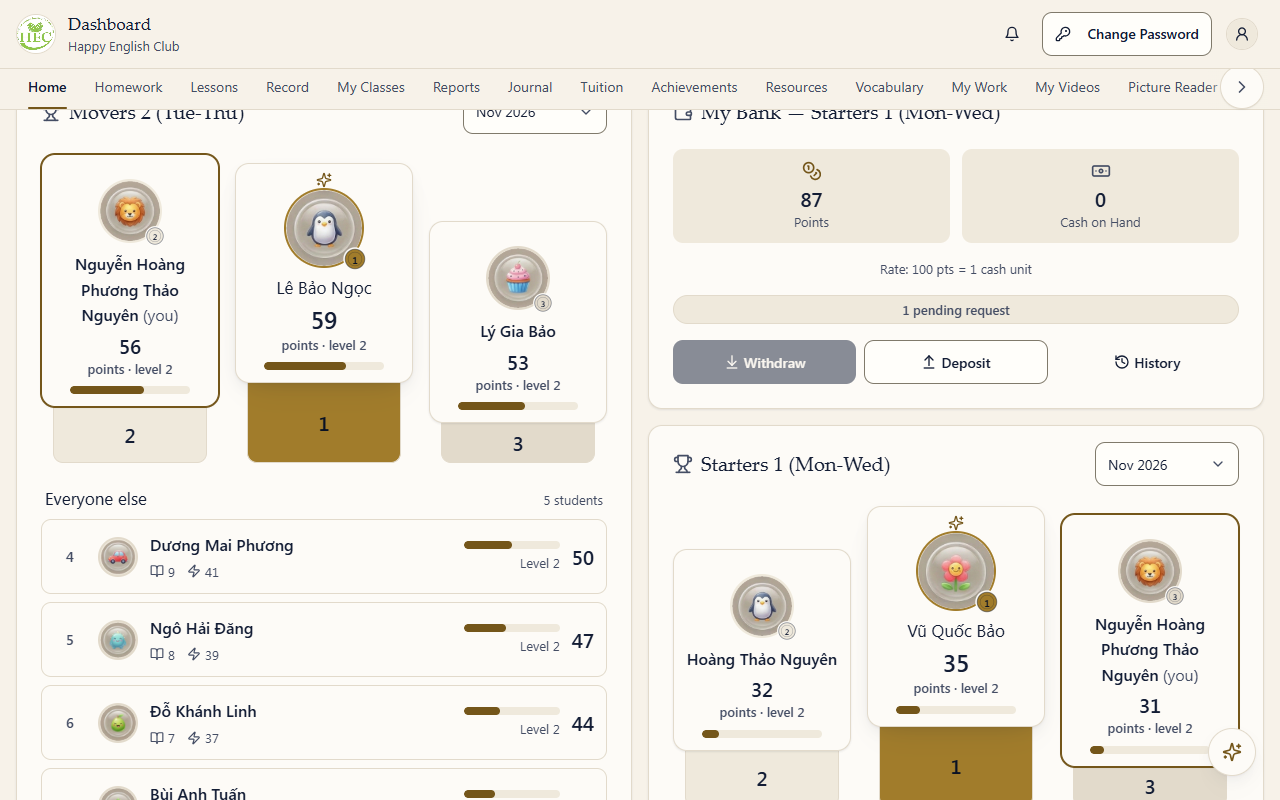 HEC
Dashboard
Happy English Club
Change Password
Home
Homework
Lessons
Record
My Classes
Reports
Journal
Tuition
Achievements
Resources
Vocabulary
My Work
My Videos
Picture Reader
Movers 2 (Tue-Thu)
Nov 2026
2
Nguyễn Hoàng
Phương Thảo
Nguyên (you)
56
points · level 2
2
1
Lê Bảo Ngọc
59
points · level 2
1
3
Lý Gia Bảo
53
points · level 2
3
Everyone else
5 students
4
Dương Mai Phương
9
41
Level 2
50
5
Ngô Hải Đăng
8
39
Level 2
47
6
Đỗ Khánh Linh
7
37
Level 2
44
Bùi Anh Tuấn
My Bank — Starters 1 (Mon-Wed)
87
Points
0
Cash on Hand
Rate: 100 pts = 1 cash unit
1 pending request
Withdraw
Deposit
History
Starters 1 (Mon-Wed)
Nov 2026
2
Hoàng Thảo Nguyên
32
points · level 2
2
1
Vũ Quốc Bảo
35
points · level 2
1
3
Nguyễn Hoàng
Phương Thảo
Nguyên (you)
31
points · level 2
3